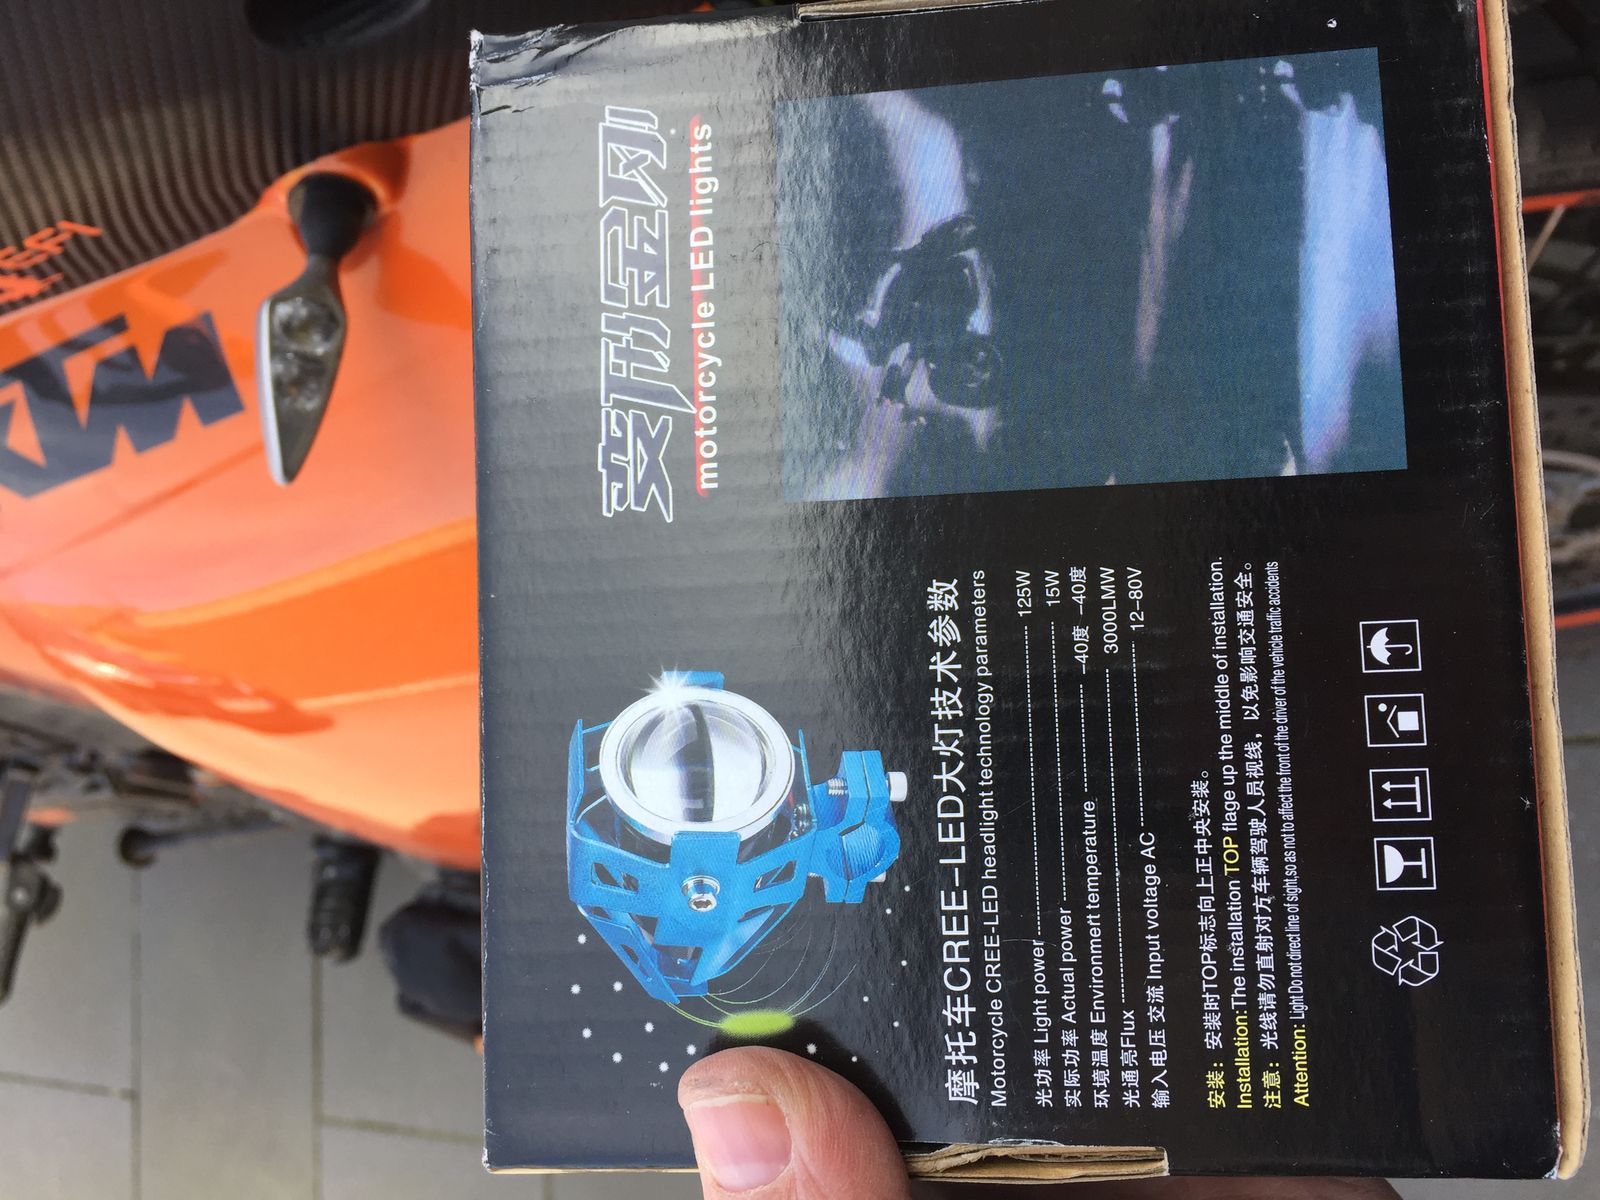 KTM
变形金刚
motorcycle LED lights
摩托车CREE-LED大灯技术参数
Motorcycle CREE-LED headlight technology parameters
光功率 Light power 125W
实际功率 Actual power 15W
环境温度 Environment temperature -40度 -40度
光通亮Flux 3000LMW
输入电压 交流 Input voltage AC 12-80V
安装: 安装时TOP标志向上正中央安装。
Installation: The installation TOP flage up the middle of installation.
注意: 光线请勿直射对方车辆驾驶人员视线，以免影响交通安全。
Attention: Light Do not direct line of sight,so as not to affect the front of the driver of the vehicle traffic accidents